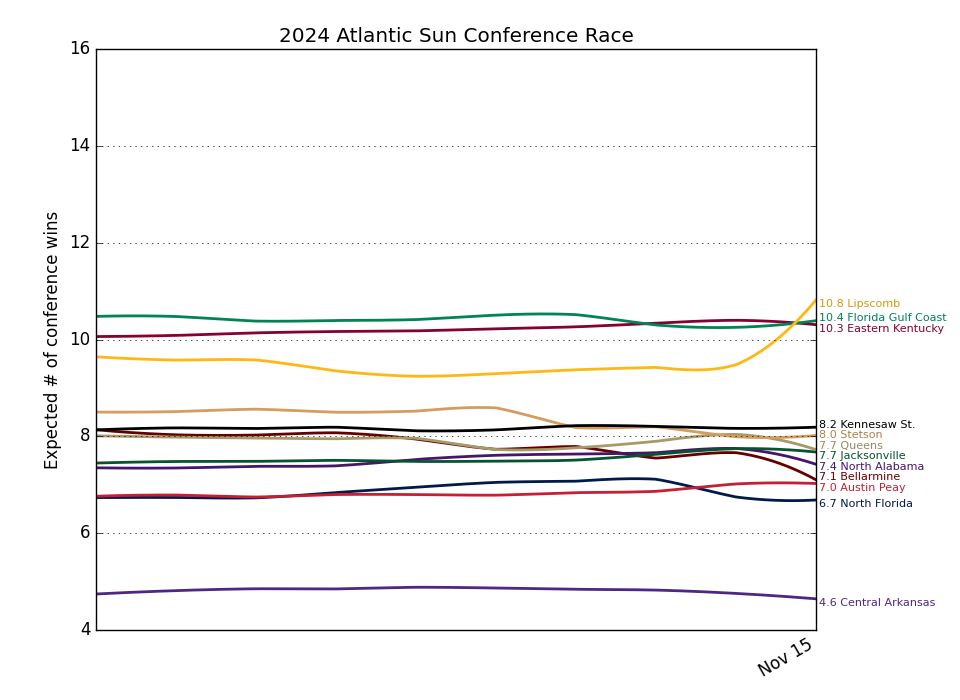 2024 Atlantic Sun Conference Race
Expected # of conference wins
16
14
12
10
8
6
4
10.8 Lipscomb
10.4 Florida Gulf Coast
10.3 Eastern Kentucky
8.2 Kennesaw St.
8.0 Stetson
7.7 Queens
7.7 Jacksonville
7.4 North Alabama
7.1 Bellarmine
7.0 Austin Peay
6.7 North Florida
4.6 Central Arkansas
Nov 15